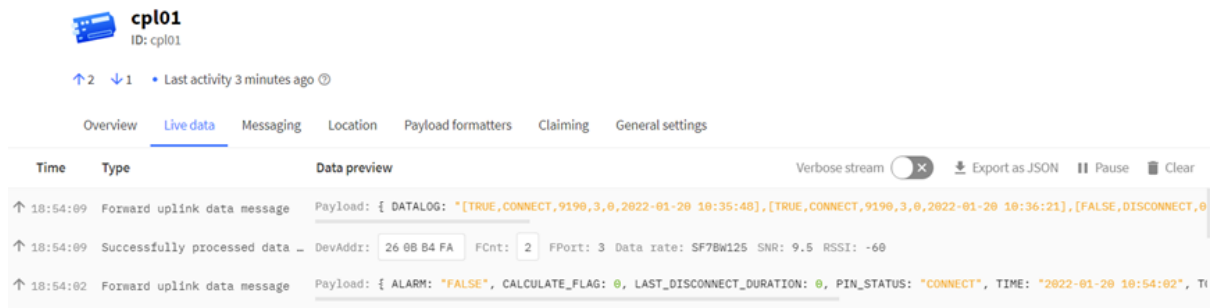 cpl01
ID: cpl01
2 1 • Last activity 3 minutes ago
Overview Live data Messaging Location Payload formatters Claiming General settings
Time Type Data preview Verbose stream Export as JSON Pause Clear
18:54:09 Forward uplink data message Payload: { DATALOG: "[TRUE,CONNECT,9190,3,0,2022-01-20 10:35:48],[TRUE,CONNECT,9190,3,0,2022-01-20 10:36:21],[FALSE,DISCONNECT,0
18:54:09 Successfully processed data … DevAddr: 26 0B B4 FA FCnt: 2 FPort: 3 Data rate: SF7BW125 SNR: 9.5 RSSI: -60
18:54:02 Forward uplink data message Payload: { ALARM: "FALSE", CALCULATE_FLAG: 0, LAST_DISCONNECT_DURATION: 0, PIN_STATUS: "CONNECT", TIME: "2022-01-20 10:54:02",